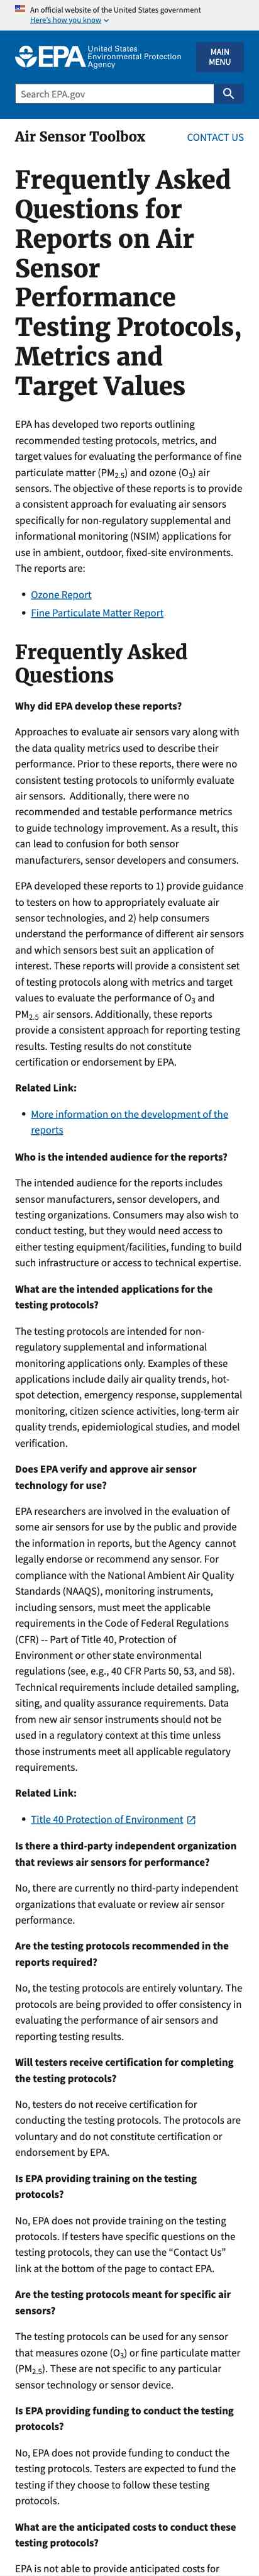 An official website of the United States government
Here's how you know
EPA United States
Environmental Protection
Agency
MAIN
MENU
Search EPA.gov
Air Sensor Toolbox
CONTACT US
Frequently Asked
Questions for
Reports on Air
Sensor
Performance
Testing Protocols,
Metrics and
Target Values
EPA has developed two reports outlining
recommended testing protocols, metrics, and
target values for evaluating the performance of fine
particulate matter (PM2.5) and ozone (O3) air
sensors. The objective of these reports is to provide
a consistent approach for evaluating air sensors
specifically for non-regulatory supplemental and
informational monitoring (NSIM) applications for
use in ambient, outdoor, fixed-site environments.
The reports are:
• Ozone Report
• Fine Particulate Matter Report
Frequently Asked
Questions
Why did EPA develop these reports?
Approaches to evaluate air sensors vary along with
the data quality metrics used to describe their
performance. Prior to these reports, there were no
consistent testing protocols to uniformly evaluate
air sensors. Additionally, there were no
recommended and testable performance metrics
to guide technology improvement. As a result, this
can lead to confusion for both sensor
manufacturers, sensor developers and consumers.
EPA developed these reports to 1) provide guidance
to testers on how to appropriately evaluate air
sensor technologies, and 2) help consumers
understand the performance of different air sensors
and which sensors best suit an application of
interest. These reports will provide a consistent set
of testing protocols along with metrics and target
values to evaluate the performance of O3 and
PM2.5 air sensors. Additionally, these reports
provide a consistent approach for reporting testing
results. Testing results do not constitute
certification or endorsement by EPA.
Related Link:
• More information on the development of the
reports
Who is the intended audience for the reports?
The intended audience for the reports includes
sensor manufacturers, sensor developers, and
testing organizations. Consumers may also wish to
conduct testing, but they would need access to
either testing equipment/facilities, funding to build
such infrastructure or access to technical expertise.
What are the intended applications for the
testing protocols?
The testing protocols are intended for non-
regulatory supplemental and informational
monitoring applications only. Examples of these
applications include daily air quality trends, hot-
spot detection, emergency response, supplemental
monitoring, citizen science activities, long-term air
quality trends, epidemiological studies, and model
verification.
Does EPA verify and approve air sensor
technology for use?
EPA researchers are involved in the evaluation of
some air sensors for use by the public and provide
the information in reports, but the Agency cannot
legally endorse or recommend any sensor. For
compliance with the National Ambient Air Quality
Standards (NAAQS), monitoring instruments,
including sensors, must meet the applicable
requirements in the Code of Federal Regulations
(CFR) -- Part of Title 40, Protection of
Environment or other state environmental
regulations (see, e.g., 40 CFR Parts 50, 53, and 58).
Technical requirements include detailed sampling,
siting, and quality assurance requirements. Data
from new air sensor instruments should not be
used in a regulatory context at this time unless
those instruments meet all applicable regulatory
requirements.
Related Link:
• Title 40 Protection of Environment
Is there a third-party independent organization
that reviews air sensors for performance?
No, there are currently no third-party independent
organizations that evaluate or review air sensor
performance.
Are the testing protocols recommended in the
reports required?
No, the testing protocols are entirely voluntary. The
protocols are being provided to offer consistency in
evaluating the performance of air sensors and
reporting testing results.
Will testers receive certification for completing
the testing protocols?
No, testers do not receive certification for
conducting the testing protocols. The protocols are
voluntary and do not constitute certification or
endorsement by EPA.
Is EPA providing training on the testing
protocols?
No, EPA does not provide training on the testing
protocols. If testers have specific questions on the
testing protocols, they can use the “Contact Us”
link at the bottom of the page to contact EPA.
Are the testing protocols meant for specific air
sensors?
The testing protocols can be used for any sensor
that measures ozone (O3) or fine particulate matter
(PM2.5). These are not specific to any particular
sensor technology or sensor device.
Is EPA providing funding to conduct the testing
protocols?
No, EPA does not provide funding to conduct the
testing protocols. Testers are expected to fund the
testing if they choose to follow these testing
protocols.
What are the anticipated costs to conduct these
testing protocols?
EPA is not able to provide anticipated costs for